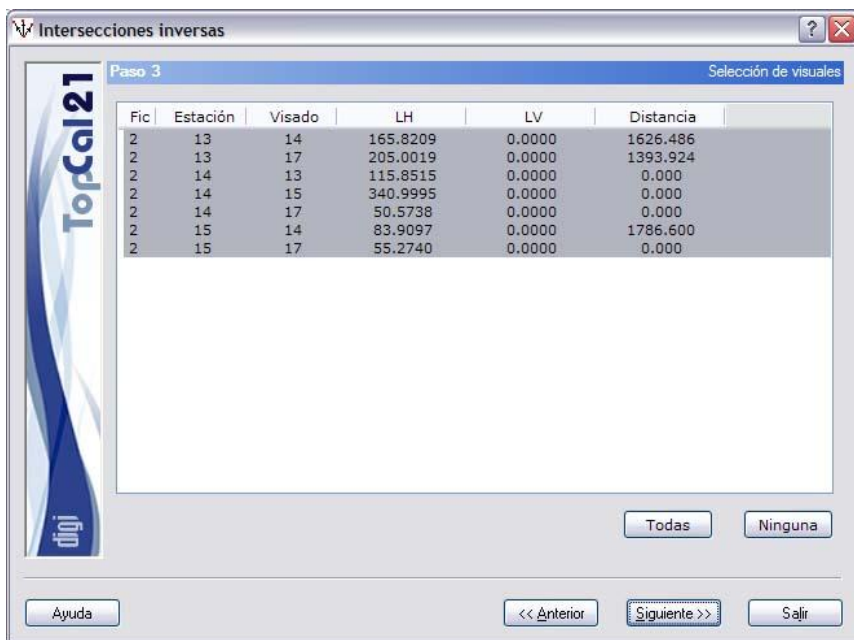 Intersecciones inversas
?
X
Paso 3
Selección de visuales
TopCal 21
digi
Fic Estación Visado LH LV Distancia
2 13 14 165.8209 0.0000 1626.486
2 13 17 205.0019 0.0000 1393.924
2 14 13 115.8515 0.0000 0.000
2 14 15 340.9995 0.0000 0.000
2 14 17 50.5738 0.0000 0.000
2 15 14 83.9097 0.0000 1786.600
2 15 17 55.2740 0.0000 0.000
Todas
Ninguna
Ayuda
<< Anterior
Siguiente >>
Salir